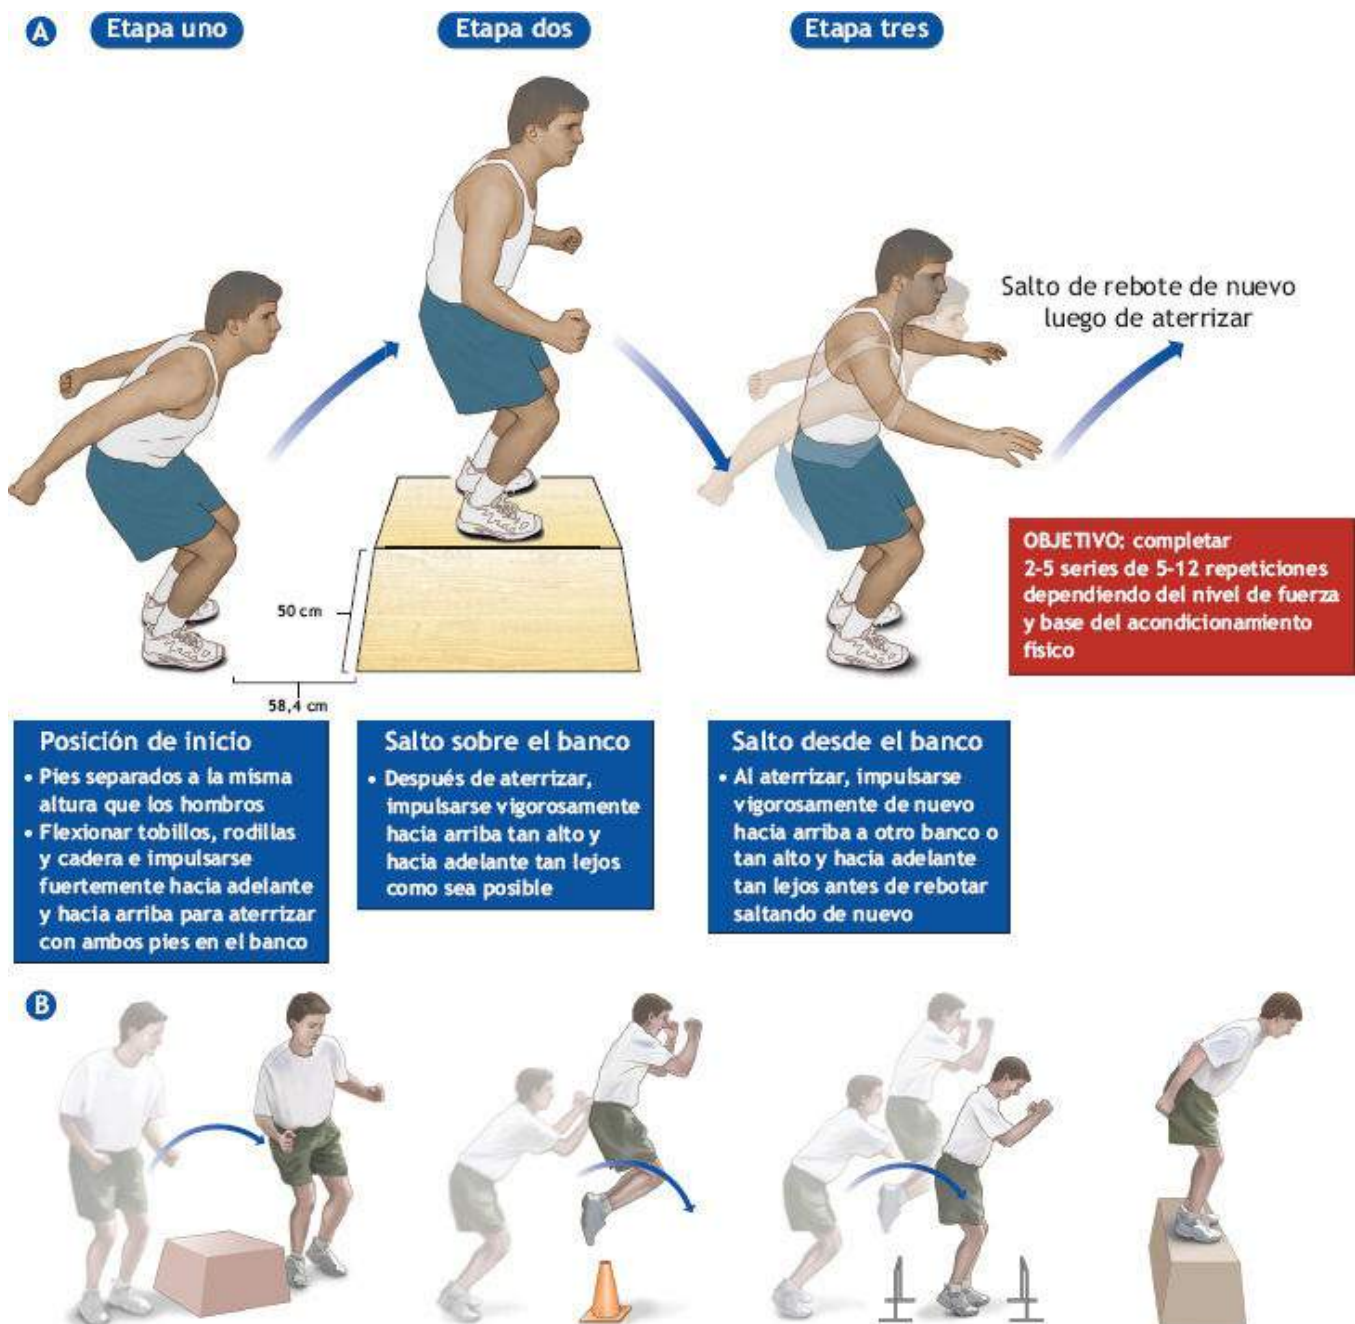 A
Etapa uno
Etapa dos
Etapa tres
Salto de rebote de nuevo
luego de aterrizar
OBJETIVO: completar
2-5 series de 5-12 repeticiones
dependiendo del nivel de fuerza
y base del acondicionamiento
físico
50 cm
58,4 cm
Posición de inicio
• Pies separados a la misma
altura que los hombros
• Flexionar tobillos, rodillas
y cadera e impulsarse
fuertemente hacia adelante
y hacia arriba para aterrizar
con ambos pies en el banco
Salto sobre el banco
• Después de aterrizar,
impulsarse vigorosamente
hacia arriba tan alto y
hacia adelante tan lejos
como sea posible
Salto desde el banco
• Al aterrizar, impulsarse
vigorosamente de nuevo
hacia arriba a otro banco o
tan alto y hacia adelante
tan lejos antes de rebotar
saltando de nuevo
B